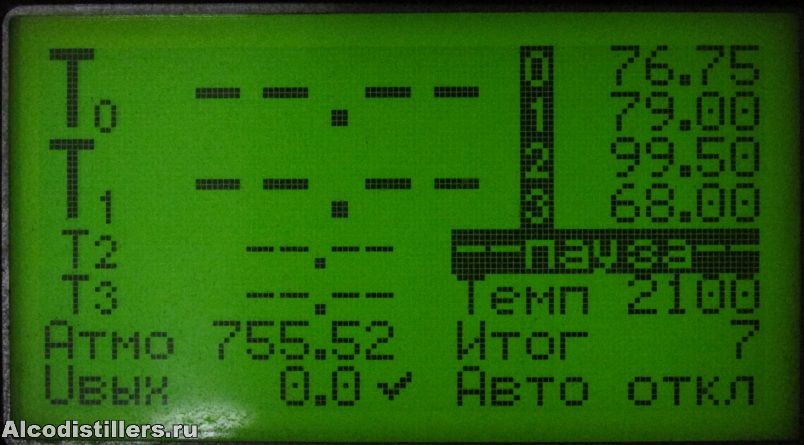 T0 --.-- 0 76.75
1 79.00
T1 --.-- 2 99.50
3 68.00
T2 --.-- --пауза--
T3 --.-- Темп 2100
Атмо 755.52 Итог 7
Uвых 0.0✓ Авто откл
Alcodistillers.ru